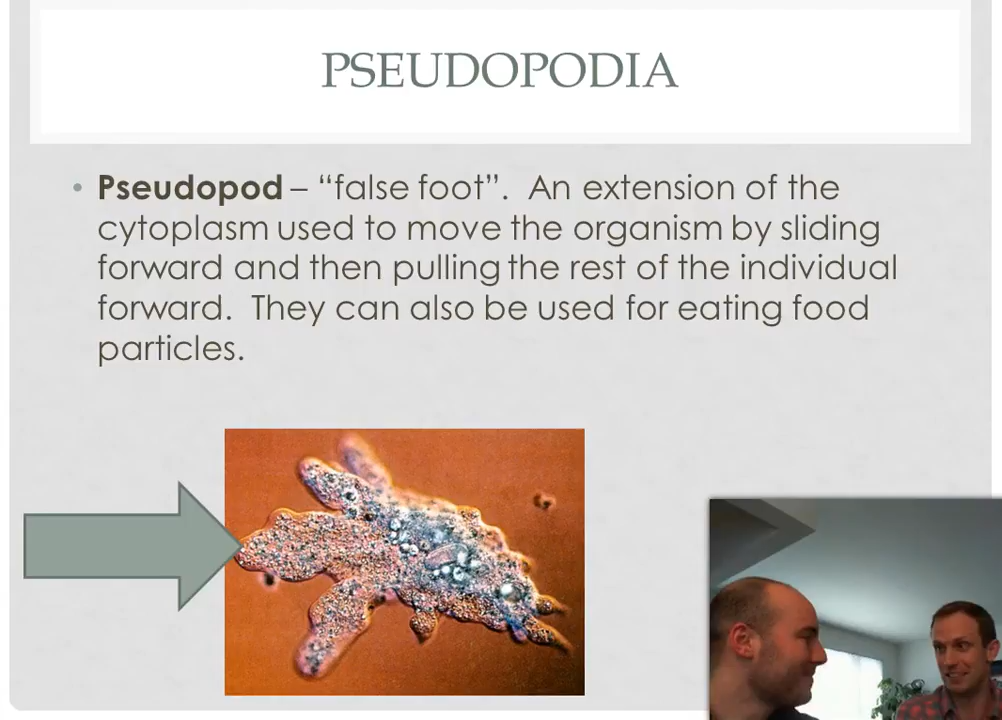 PSEUDOPODIA
• Pseudopod – “false foot”. An extension of the
cytoplasm used to move the organism by sliding
forward and then pulling the rest of the individual
forward. They can also be used for eating food
particles.